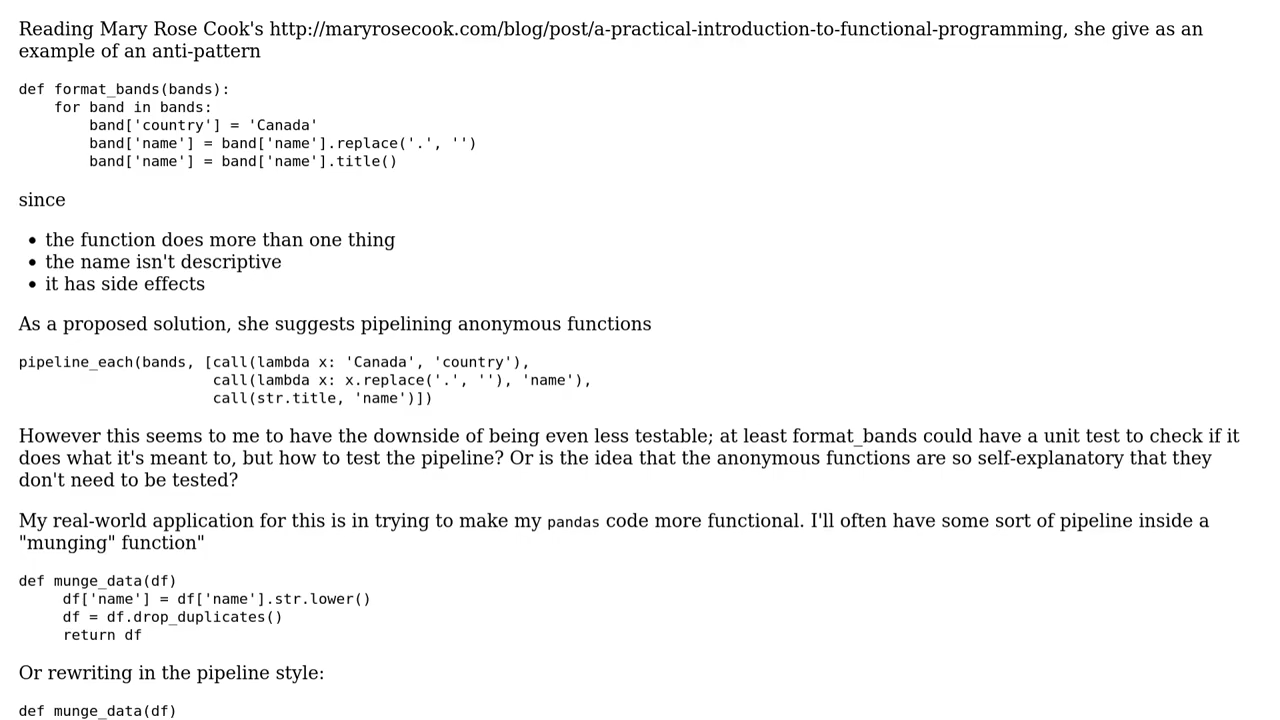 Reading Mary Rose Cook's http://maryrosecook.com/blog/post/a-practical-introduction-to-functional-programming, she give as an
example of an anti-pattern
def format_bands(bands):
    for band in bands:
        band['country'] = 'Canada'
        band['name'] = band['name'].replace('.', '')
        band['name'] = band['name'].title()
since
• the function does more than one thing
• the name isn't descriptive
• it has side effects
As a proposed solution, she suggests pipelining anonymous functions
pipeline_each(bands, [call(lambda x: 'Canada', 'country'),
                      call(lambda x: x.replace('.', ''), 'name'),
                      call(str.title, 'name')])
However this seems to me to have the downside of being even less testable; at least format_bands could have a unit test to check if it
does what it's meant to, but how to test the pipeline? Or is the idea that the anonymous functions are so self-explanatory that they
don't need to be tested?
My real-world application for this is in trying to make my pandas code more functional. I'll often have some sort of pipeline inside a
"munging" function"
def munge_data(df)
     df['name'] = df['name'].str.lower()
     df = df.drop_duplicates()
     return df
Or rewriting in the pipeline style:
def munge_data(df)